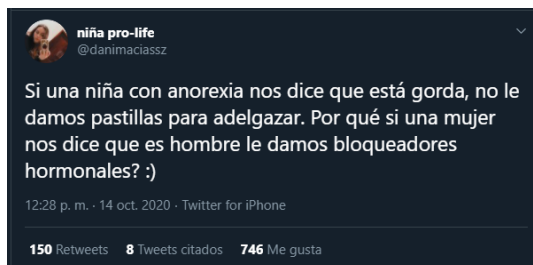 niña pro-life
@danimaciassz
Si una niña con anorexia nos dice que está gorda, no le
damos pastillas para adelgazar. Por qué si una mujer
nos dice que es hombre le damos bloqueadores
hormonales? :)
12:28 p. m. · 14 oct. 2020 · Twitter for iPhone
150 Retweets 8 Tweets citados 746 Me gusta